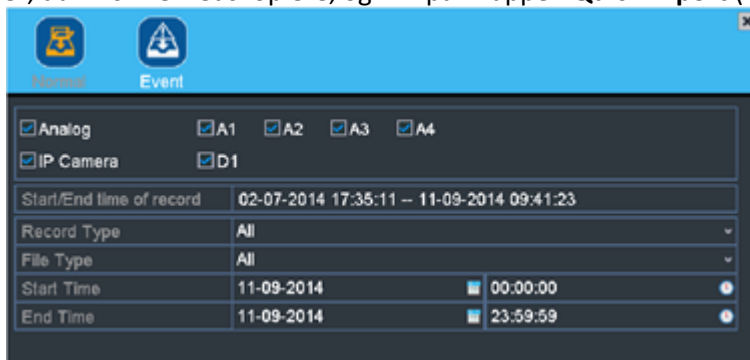 Normal Event
Analog A1 A2 A3 A4
IP Camera D1
Start/End time of record 02-07-2014 17:35:11 -- 11-09-2014 09:41:23
Record Type All
File Type All
Start Time 11-09-2014 00:00:00
End Time 11-09-2014 23:59:59